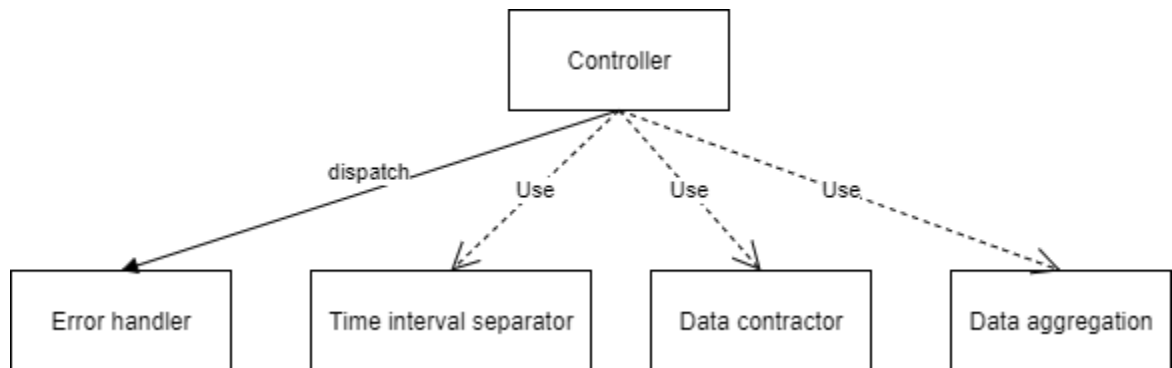 Controller
dispatch
Use
Use
Use
Error handler
Time interval separator
Data contractor
Data aggregation